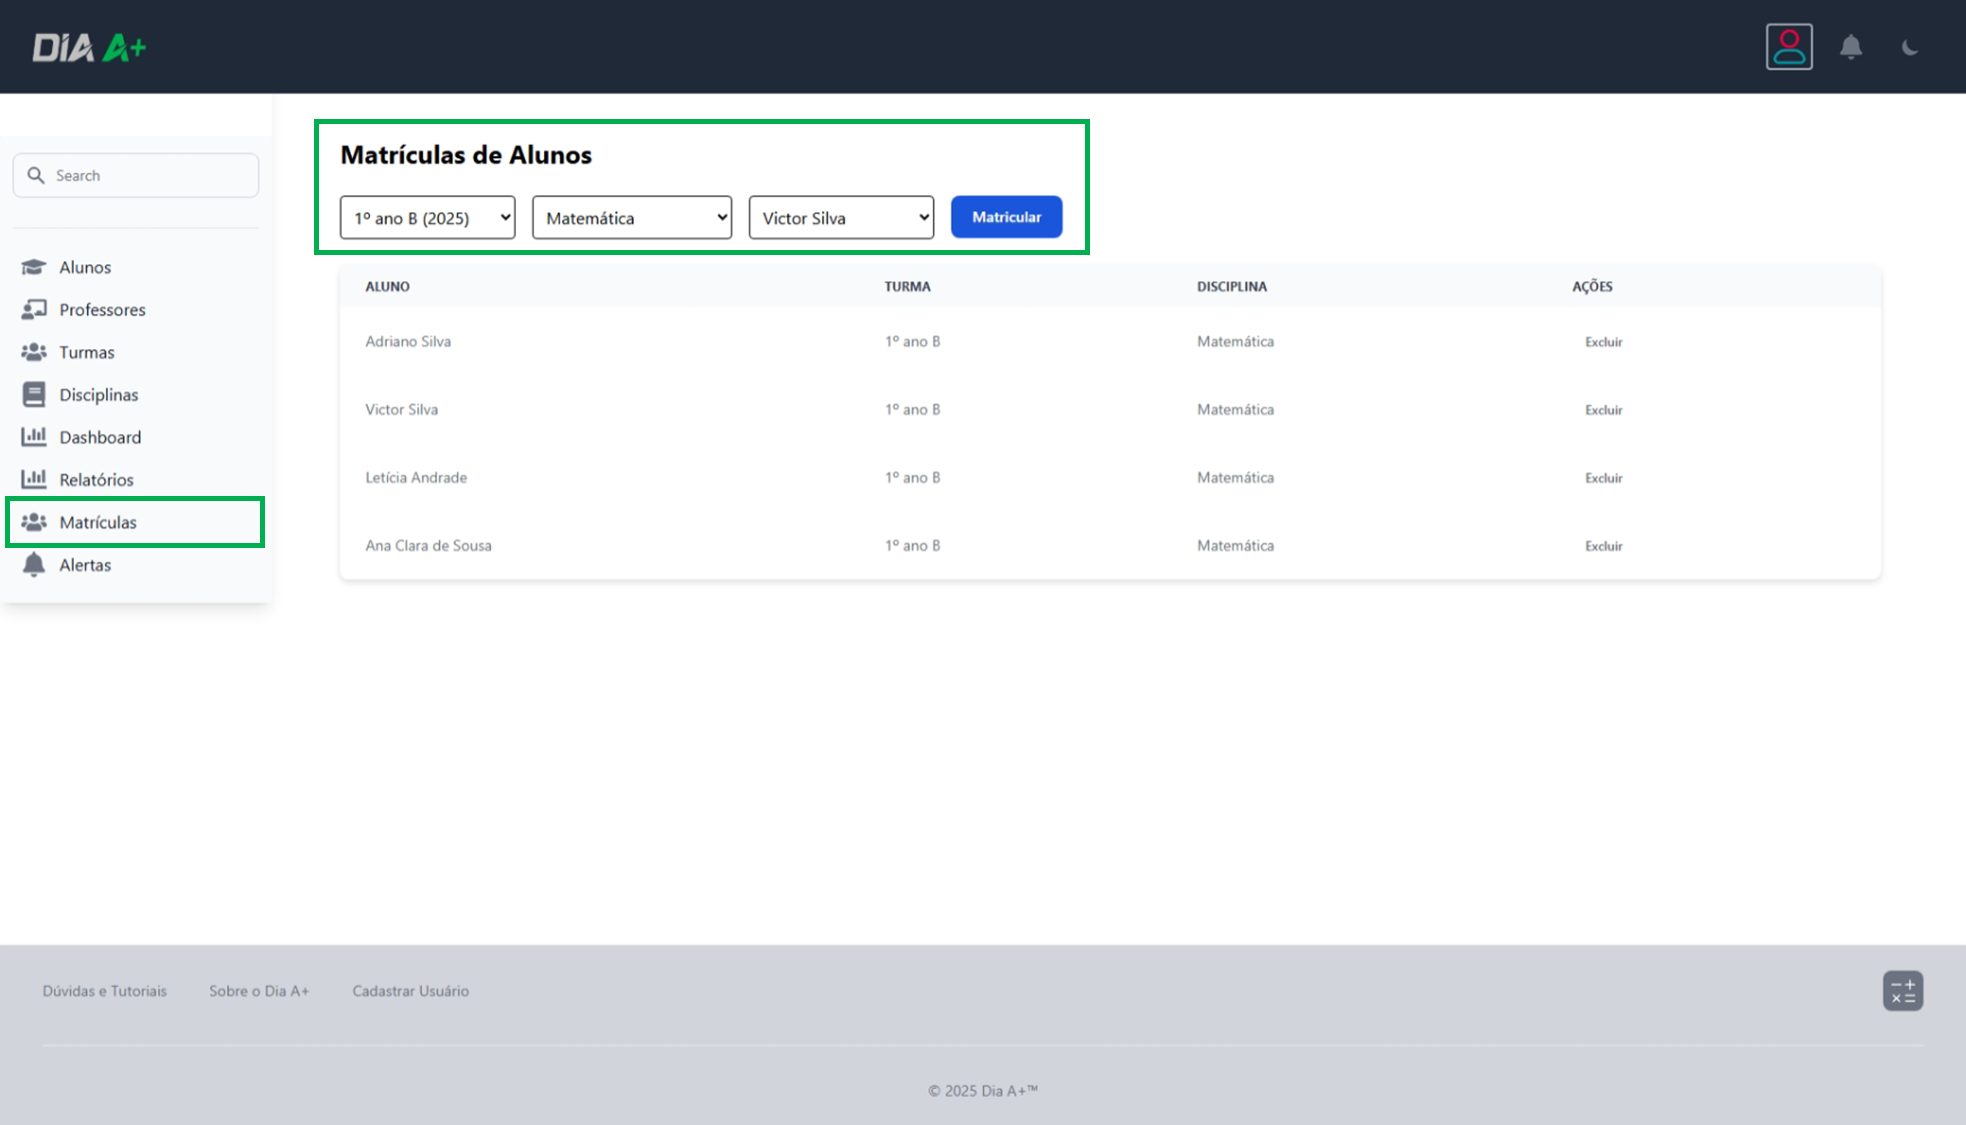 DIA A+
Search
Alunos
Professores
Turmas
Disciplinas
Dashboard
Relatórios
Matrículas
Alertas
Matrículas de Alunos
1º ano B (2025) Matemática Victor Silva Matricular
ALUNO TURMA DISCIPLINA AÇÕES
Adriano Silva 1º ano B Matemática Excluir
Victor Silva 1º ano B Matemática Excluir
Letícia Andrade 1º ano B Matemática Excluir
Ana Clara de Sousa 1º ano B Matemática Excluir
Dúvidas e Tutoriais Sobre o Dia A+ Cadastrar Usuário
© 2025 Dia A+™